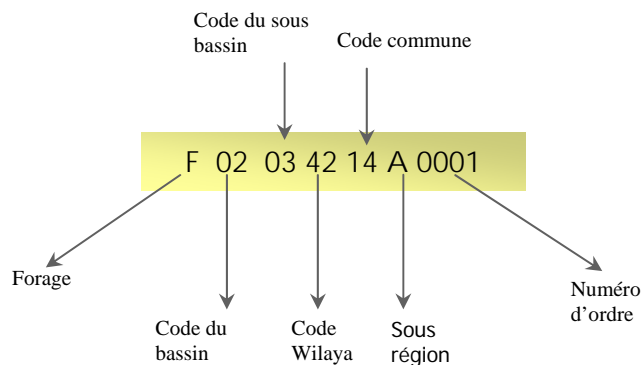 Code du sous
bassin
Code commune
F 02 03 42 14 A 0001
Forage
Code du
bassin
Code
Wilaya
Sous
région
Numéro
d'ordre